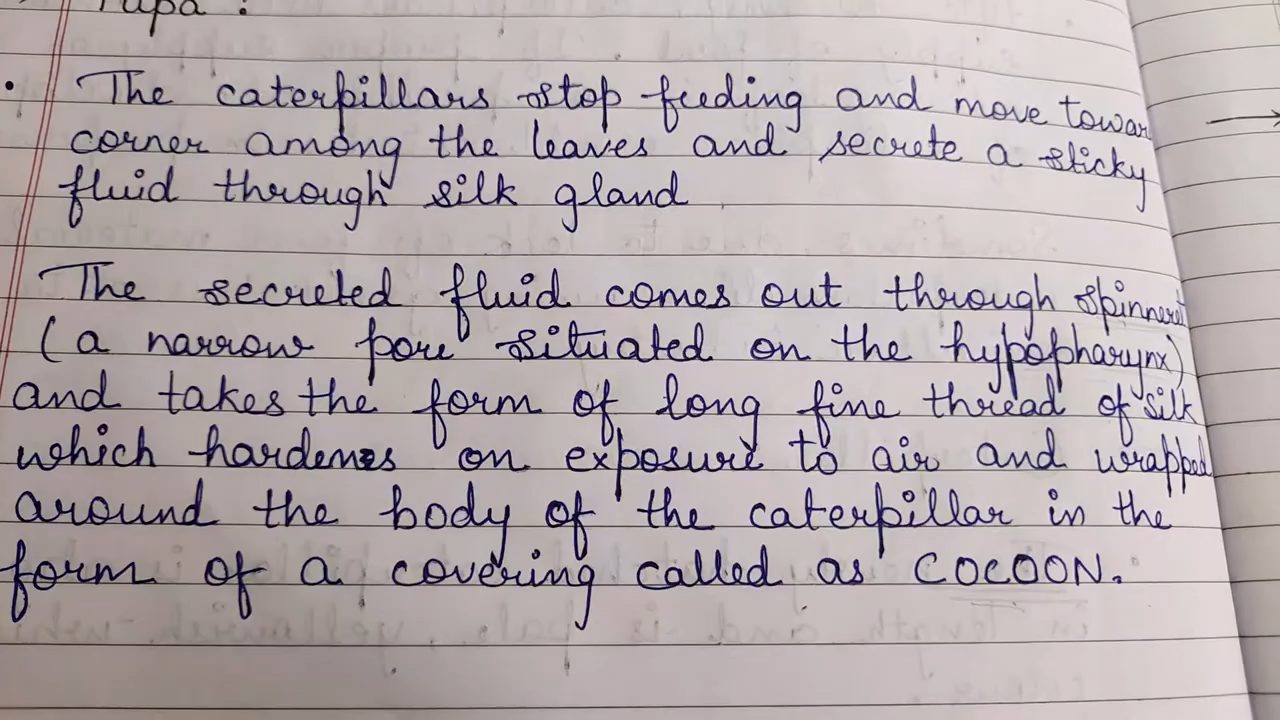 Pupa :
• The caterpillars stop feeding and move towar
corner among the leaves and secrete a sticky
fluid through silk gland
The secreted fluid comes out through spinneret
(a narrow pore situated on the hypopharynx)
and takes the form of long fine thread of silk
which hardenes on exposure to air and wrapped
around the body of the caterpillar in the
form of a covering called as COCOON.